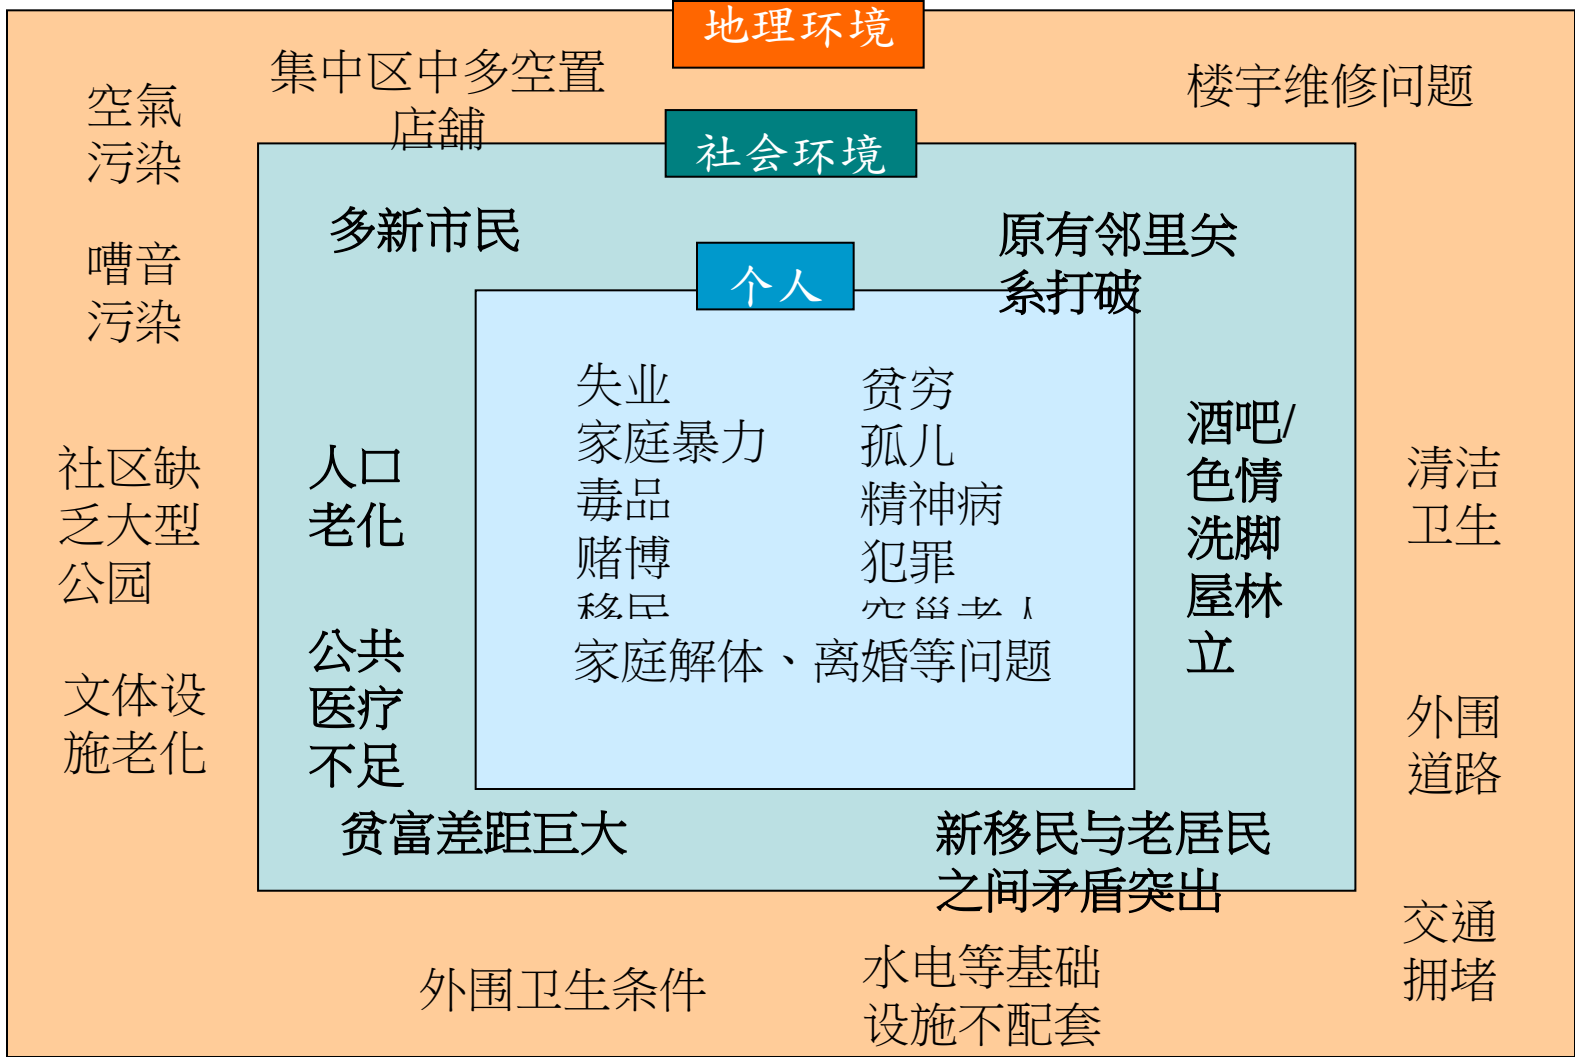 地理环境
集中区中多空置
店舖
楼宇维修问题
空氣
污染
嘈音
污染
社区缺
乏大型
公园
文体设
施老化
社会环境
多新市民
原有邻里关
系打破
人口
老化
公共
医疗
不足
贫富差距巨大
个人
失业
家庭暴力
毒品
赌博
移民
贫穷
孤儿
精神病
犯罪
空巢老人
家庭解体、离婚等问题
酒吧/
色情
洗脚
屋林
立
新移民与老居民
之间矛盾突出
清洁
卫生
外围
道路
交通
拥堵
外围卫生条件
水电等基础
设施不配套